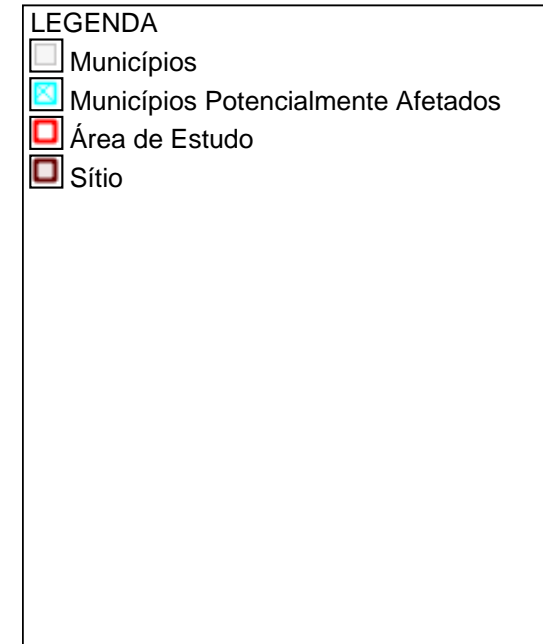 LEGENDA
Municípios
Municípios Potencialmente Afetados
Área de Estudo
Sítio